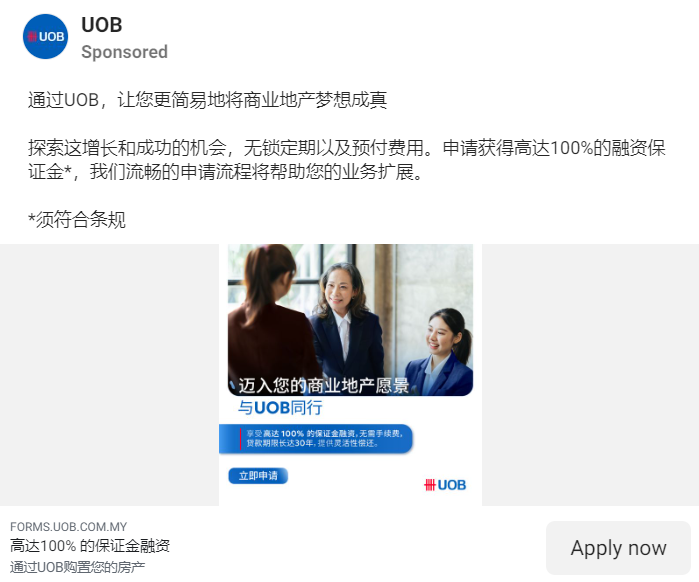 UOB
UOB
Sponsored
通过UOB，让您更简易地将商业地产梦想成真
探索这增长和成功的机会，无锁定期以及预付费用。申请获得高达100%的融资保
证金*，我们流畅的申请流程将帮助您的业务扩展。
*须符合条规
迈入您的商业地产愿景
与UOB同行
享受高达 100% 的保证金融资，无需手续费。
贷款期限长达30年，提供灵活性偿还。
立即申请
UOB
FORMS.UOB.COM.MY
高达100% 的保证金融资
通过UOB购置您的房产
Apply now